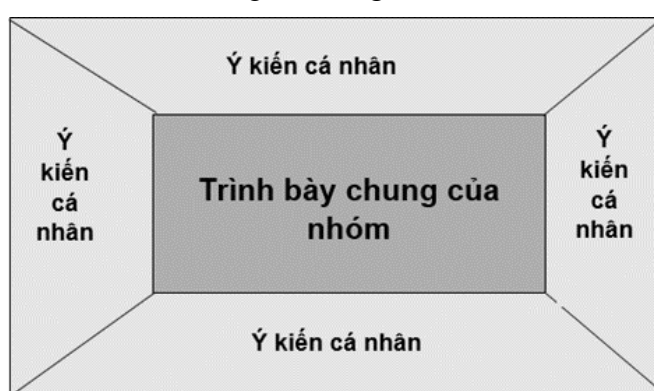 Ý kiến cá nhân
Ý
kiến
cá
nhân
Trình bày chung của
nhóm
Ý
kiến
cá
nhân
Ý kiến cá nhân